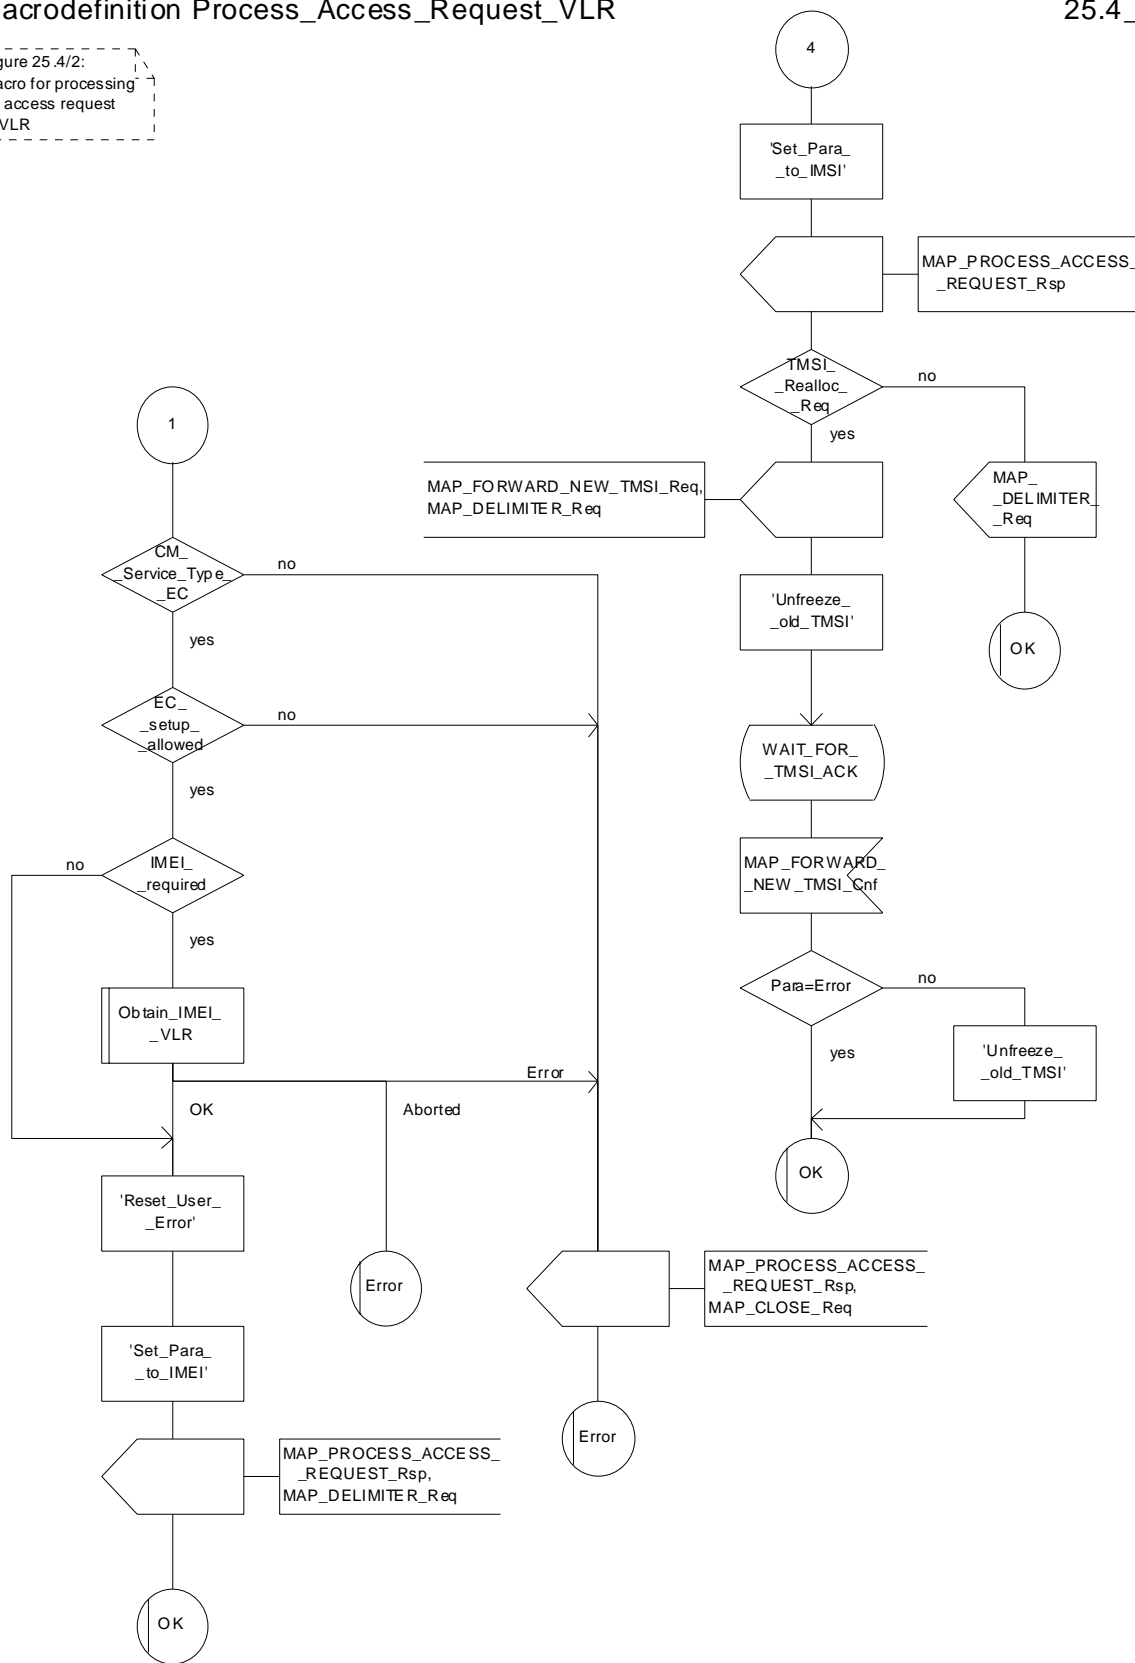 acrodefinition Process_Access_Request_VLR
25.4_
gure 25.4/2:
acro for processing
access request
VLR
4
'Set_Para_
_to_IMSI'
MAP_PROCESS_ACCESS_
_REQUEST_Rsp
TMSI_
_Realloc_
_Req
no
yes
MAP_FORWARD_NEW_TMSI_Req,
MAP_DELIMITER_Req
MAP_
_DELIMITER_
_Req
'Unfreeze_
_old_TMSI'
OK
WAIT_FOR_
_TMSI_ACK
MAP_FORWARD_
_NEW_TMSI_Cnf
Para=Error
no
yes
'Unfreeze_
_old_TMSI'
OK
1
CM_
_Service_Type_
_EC
no
yes
EC_
_setup_
_allowed
no
yes
IMEI_
_required
no
yes
Obtain_IMEI_
_VLR
Error
OK
Aborted
'Reset_User_
_Error'
Error
MAP_PROCESS_ACCESS_
_REQUEST_Rsp,
MAP_CLOSE_Req
'Set_Para_
_to_IMEI'
Error
MAP_PROCESS_ACCESS_
_REQUEST_Rsp,
MAP_DELIMITER_Req
OK